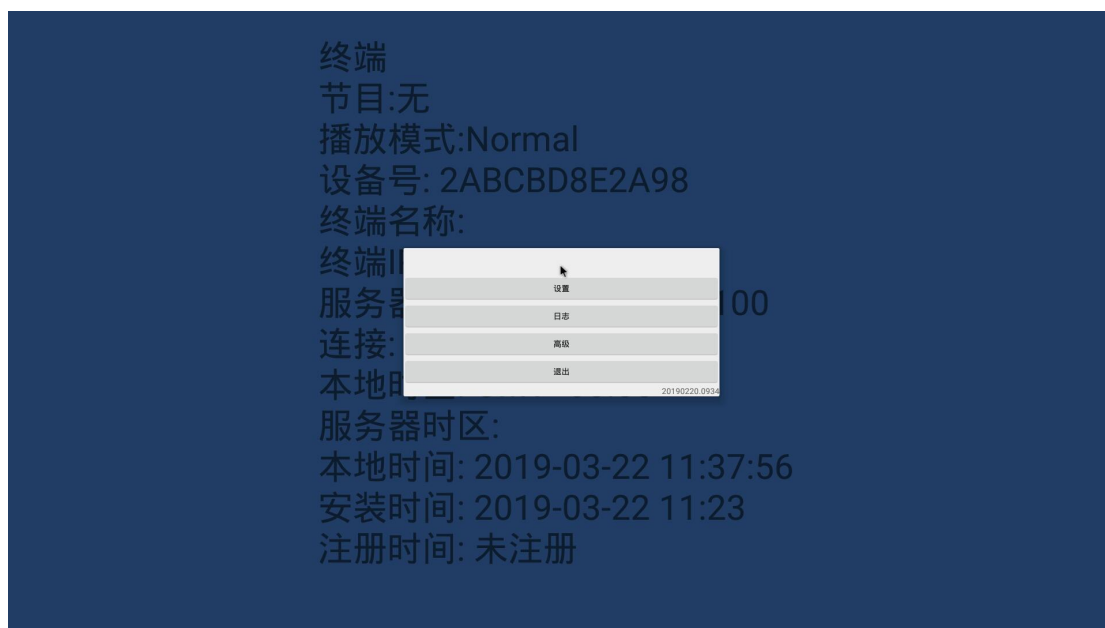 终端
节目:无
播放模式:Normal
设备号: 2ABCBD8E2A98
终端名称:
终端
服务器 100
连接:
本地时
服务器时区:
本地时间: 2019-03-22 11:37:56
安装时间: 2019-03-22 11:23
注册时间: 未注册
设置
日志
高级
退出
20190220.0934